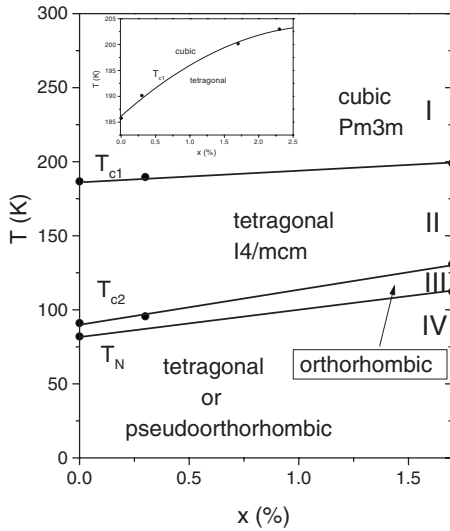 300
250
200
150
100
50
0
T (K)
0.0
0.5
1.0
1.5
x (%)
205
200
195
190
185
T (K)
0.0
0.5
1.0
1.5
2.0
2.5
x (%)
cubic
T_c1
tetragonal
cubic
Pm3m
I
T_c1
tetragonal
I4/mcm
II
T_c2
III
T_N
IV
orthorhombic
tetragonal
or
pseudoorthorhombic